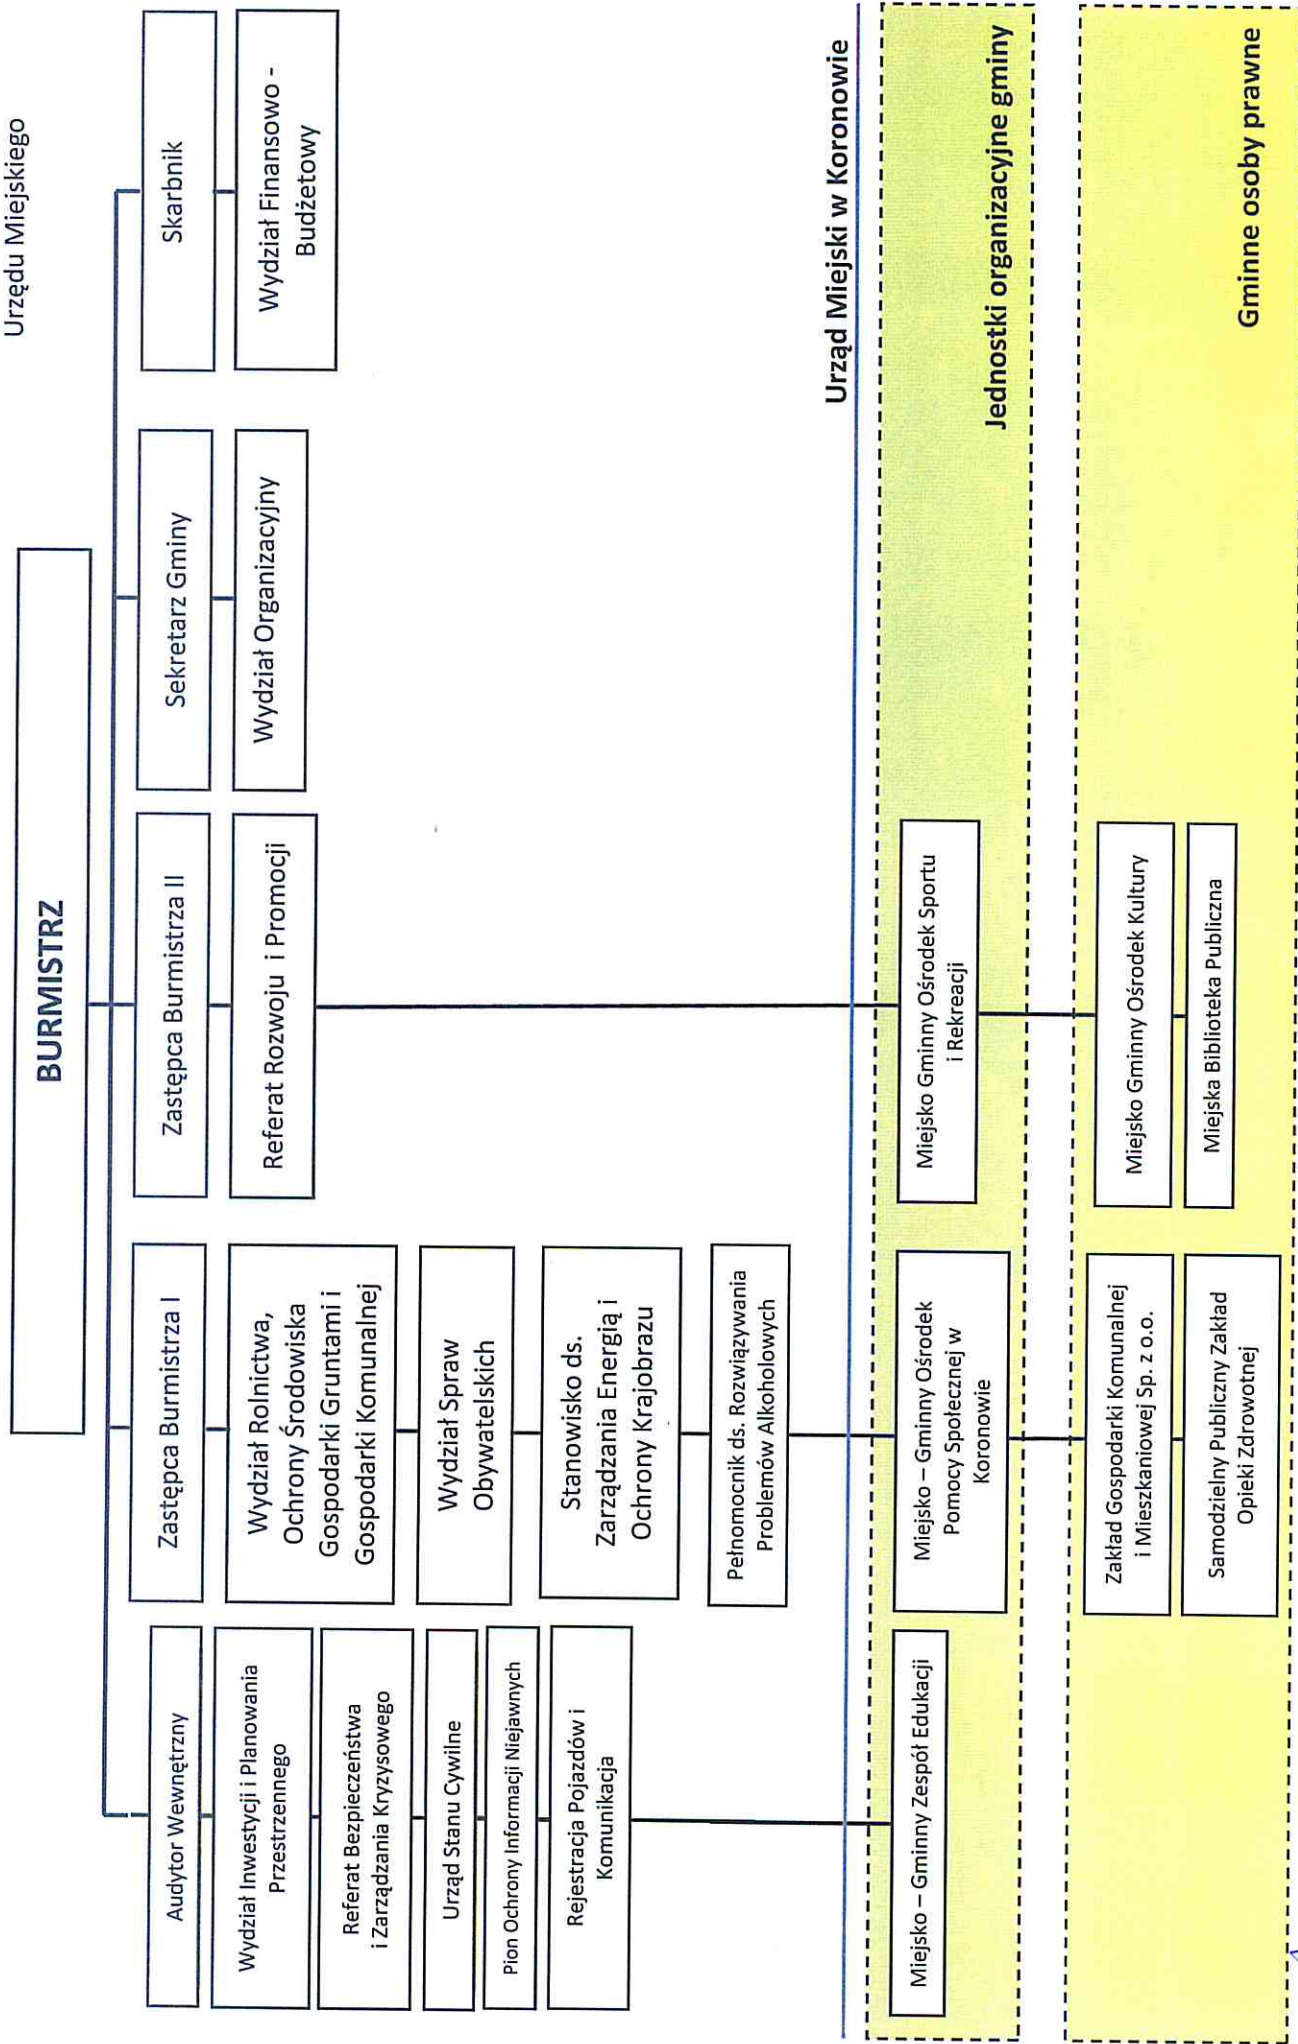 Urzędu Miejskiego
BURMISTRZ
Audytor Wewnętrzny
Wydział Inwestycji i Planowania
Przestrzennego
Referat Bezpieczeństwa
i Zarządzania Kryzysowego
Urząd Stanu Cywilne
Pion Ochrony Informacji Niejawnych
Rejestracja Pojazdów i
Komunikacja
Zastępca Burmistrza I
Wydział Rolnictwa,
Ochrony Środowiska
Gospodarki Gruntami i
Gospodarki Komunalnej
Wydział Spraw
Obywatelskich
Stanowisko ds.
Zarządzania Energią i
Ochrony Krajobrazu
Pełnomocnik ds. Rozwiązywania
Problemów Alkoholowych
Zastępca Burmistrza II
Referat Rozwoju i Promocji
Sekretarz Gminy
Wydział Organizacyjny
Skarbnik
Wydział Finansowo -
Budżetowy
Urząd Miejski w Koronowie
Miejsko – Gminny Zespół Edukacji
Miejsko – Gminny Ośrodek
Pomocy Społecznej w
Koronowie
Miejsko Gminny Ośrodek Sportu
i Rekreacji
Jednostki organizacyjne gminy
Zakład Gospodarki Komunalnej
i Mieszkaniowej Sp. z o.o.
Samodzielny Publiczny Zakład
Opieki Zdrowotnej
Miejsko Gminny Ośrodek Kultury
Miejska Biblioteka Publiczna
Gminne osoby prawne